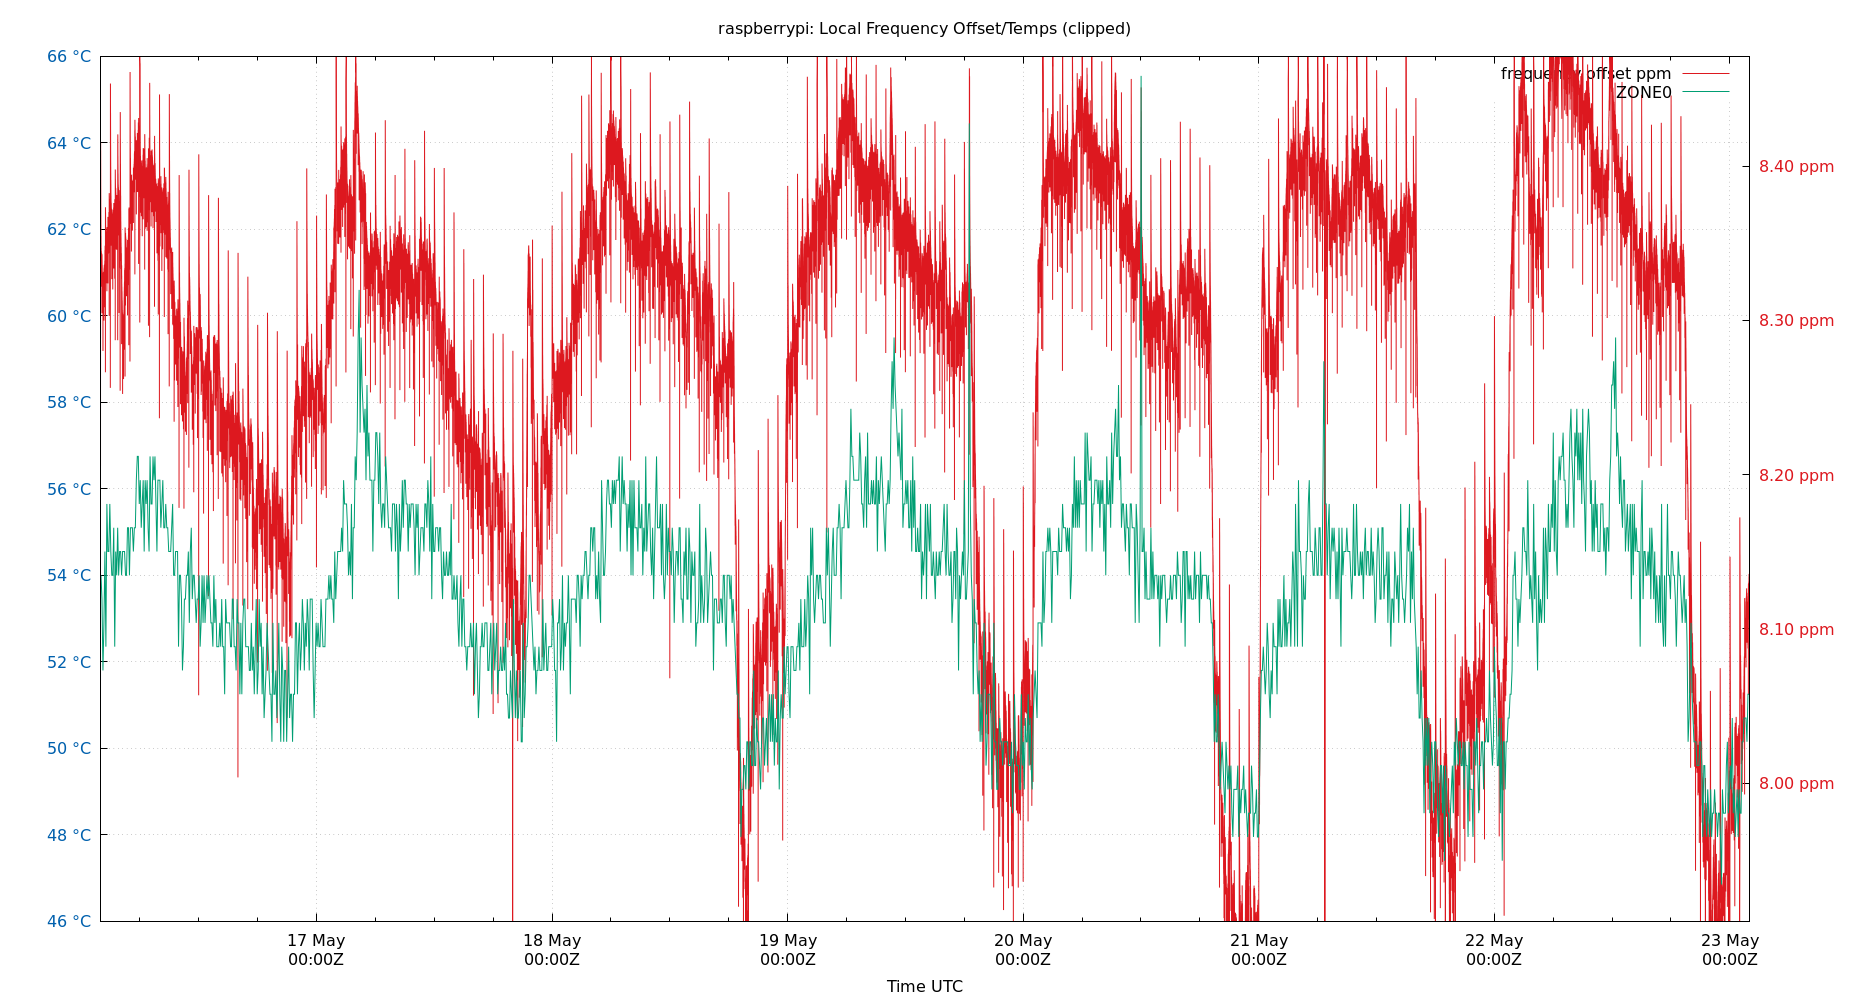 raspberrypi: Local Frequency Offset/Temps (clipped)
66 °C
64 °C
62 °C
60 °C
58 °C
56 °C
54 °C
52 °C
50 °C
48 °C
46 °C
frequency offset ppm
ZONE0
8.40 ppm
8.30 ppm
8.20 ppm
8.10 ppm
8.00 ppm
17 May
00:00Z
18 May
00:00Z
19 May
00:00Z
20 May
00:00Z
21 May
00:00Z
22 May
00:00Z
23 May
00:00Z
Time UTC